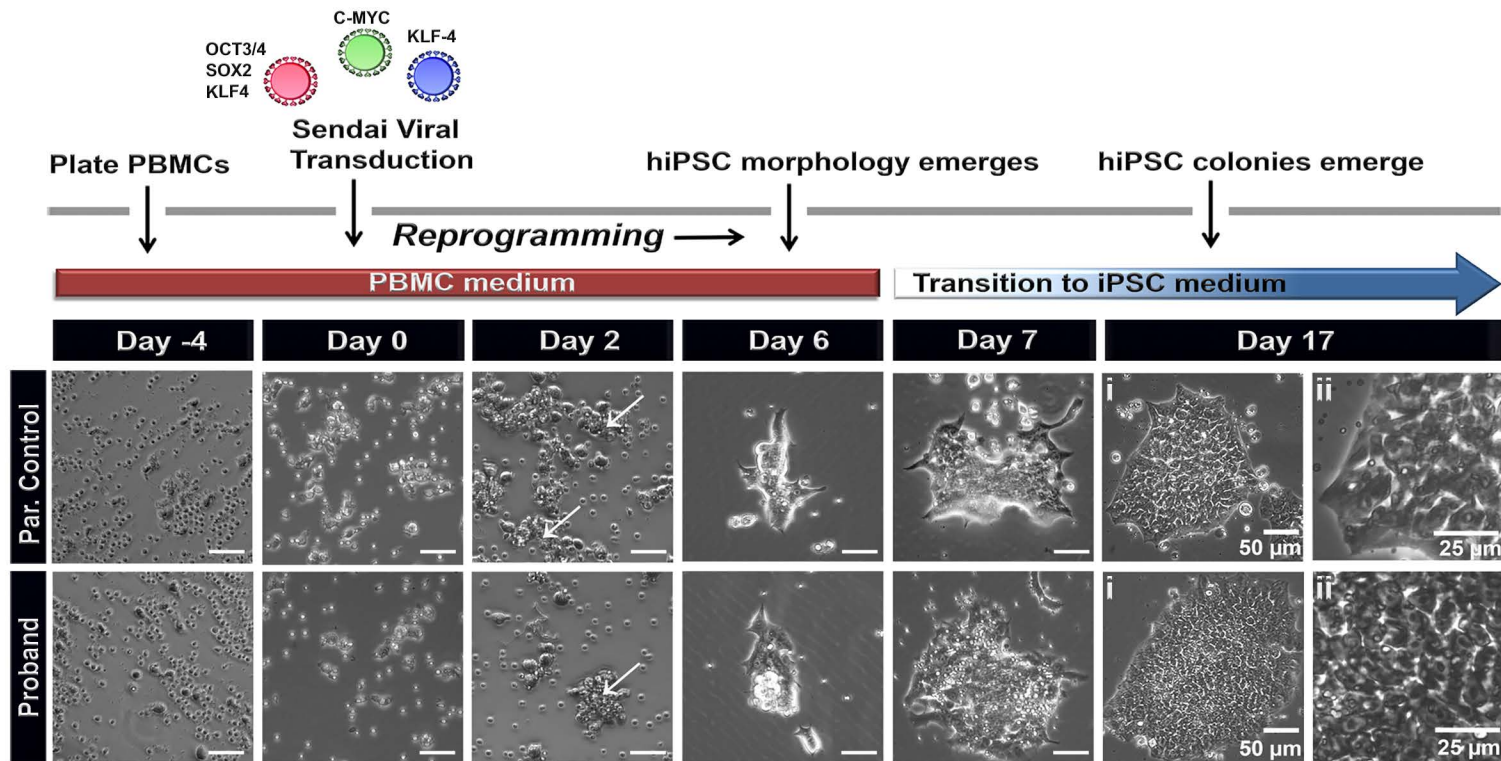 C-MYC
KLF-4
OCT3/4
SOX2
KLF4
Sendai Viral
Transduction
Plate PBMCs
hiPSC morphology emerges
hiPSC colonies emerge
Reprogramming
PBMC medium
Transition to iPSC medium
Day -4
Day 0
Day 2
Day 6
Day 7
Day 17
Par. Control
i
50 µm
ii
25 µm
Proband
i
50 µm
ii
25 µm